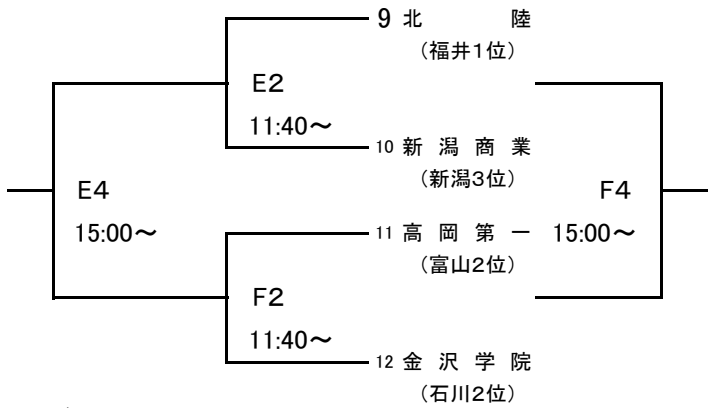 9 北 陸
（福井1位）
E2
11:40～
10 新 潟 商 業
（新潟3位）
E4
F4
15:00～
11 高 岡 第 一
15:00～
（富山2位）
F2
11:40～
12 金 沢 学 院
（石川2位）